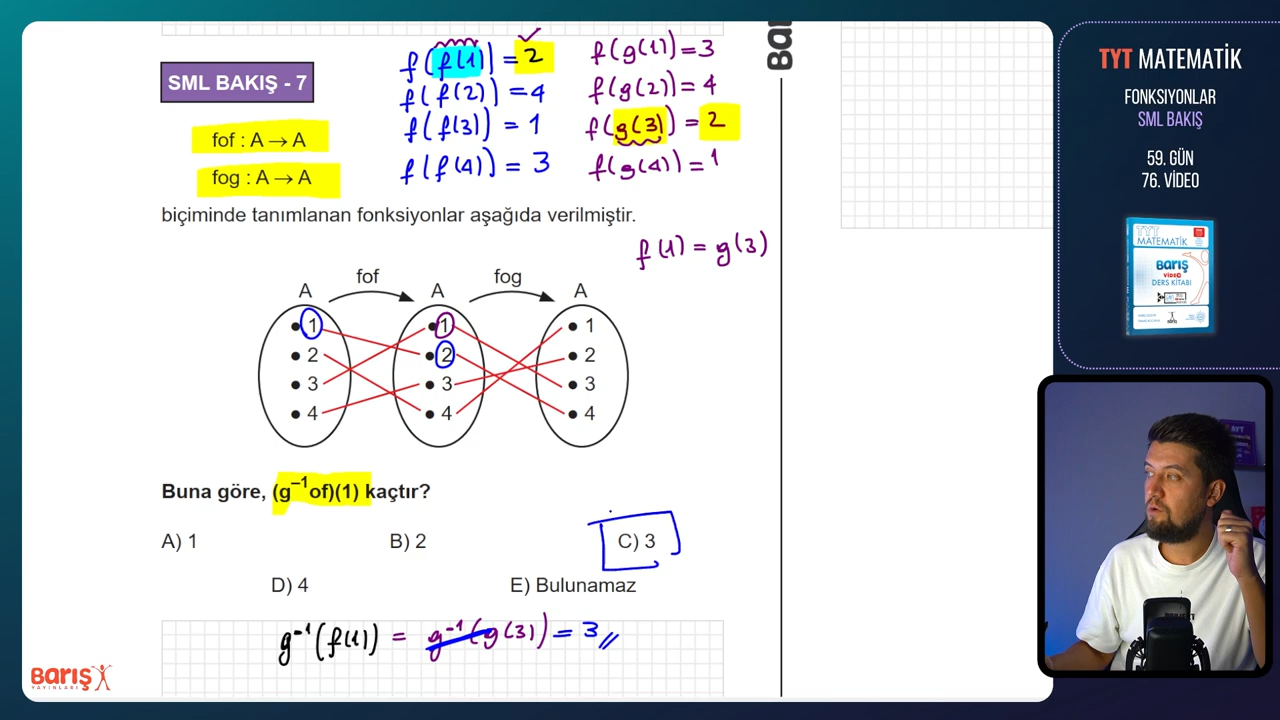 SML BAKIŞ - 7
fof : A → A
fog : A → A
f(f(1)) = 2
f(f(2)) = 4
f(f(3)) = 1
f(f(4)) = 3
f(g(1)) = 3
f(g(2)) = 4
f(g(3)) = 2
f(g(4)) = 1
biçiminde tanımlanan fonksiyonlar aşağıda verilmiştir.
f(1) = g(3)
fof fog
A A A
1 1 1
2 2 2
3 3 3
4 4 4
Buna göre, (g⁻¹of)(1) kaçtır?
A) 1 B) 2 C) 3
D) 4 E) Bulunamaz
g⁻¹(f(1)) = g⁻¹(g(3)) = 3
BARIŞ
YAYINLARI
Barı
TYT MATEMATİK
FONKSIYONLAR
SML BAKIŞ
59. GÜN
76. VİDEO
TYT
MATEMATİK
BARIŞ
VİDEO
DERS KİTABI